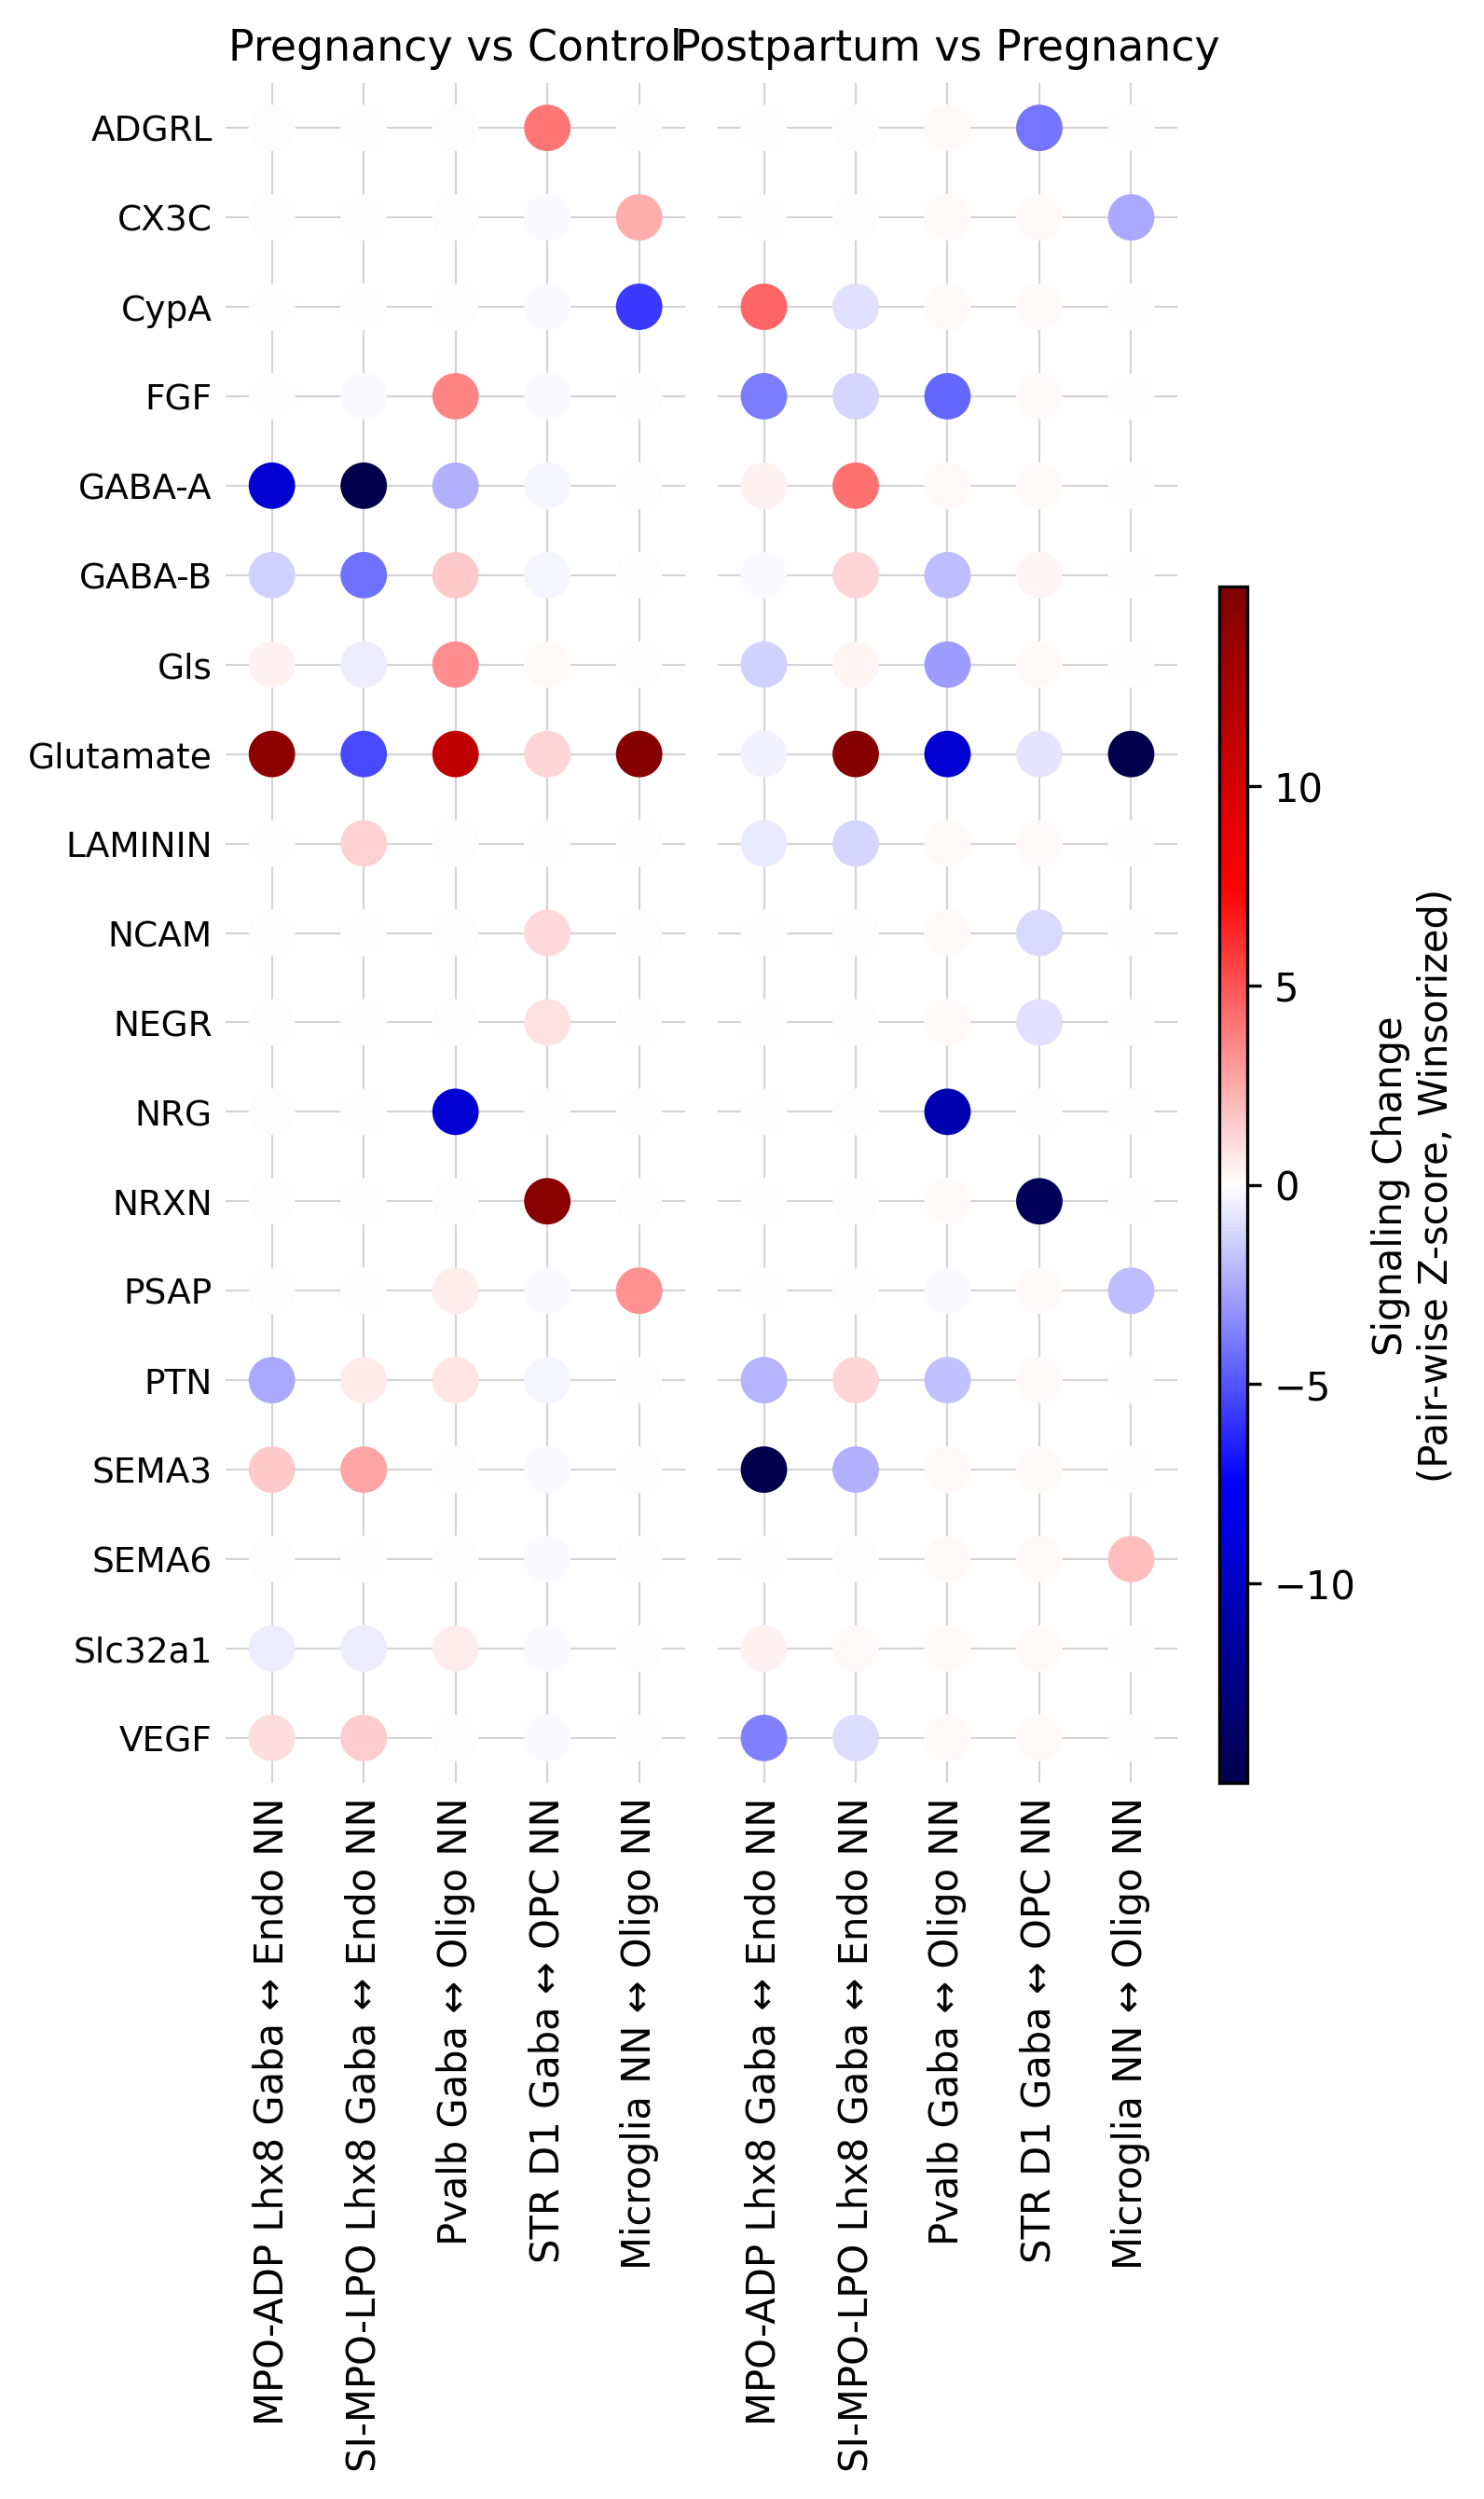 Pregnancy vs Control
Postpartum vs Pregnancy
ADGRL
CX3C
CypA
FGF
GABA-A
GABA-B
Gls
Glutamate
LAMININ
NCAM
NEGR
NRG
NRXN
PSAP
PTN
SEMA3
SEMA6
Slc32a1
VEGF
MPO-ADP Lhx8 Gaba ↔ Endo NN
SI-MPO-LPO Lhx8 Gaba ↔ Endo NN
Pvalb Gaba ↔ Oligo NN
STR D1 Gaba ↔ OPC NN
Microglia NN ↔ Oligo NN
MPO-ADP Lhx8 Gaba ↔ Endo NN
SI-MPO-LPO Lhx8 Gaba ↔ Endo NN
Pvalb Gaba ↔ Oligo NN
STR D1 Gaba ↔ OPC NN
Microglia NN ↔ Oligo NN
10
5
0
−5
−10
Signaling Change
(Pair-wise Z-score, Winsorized)